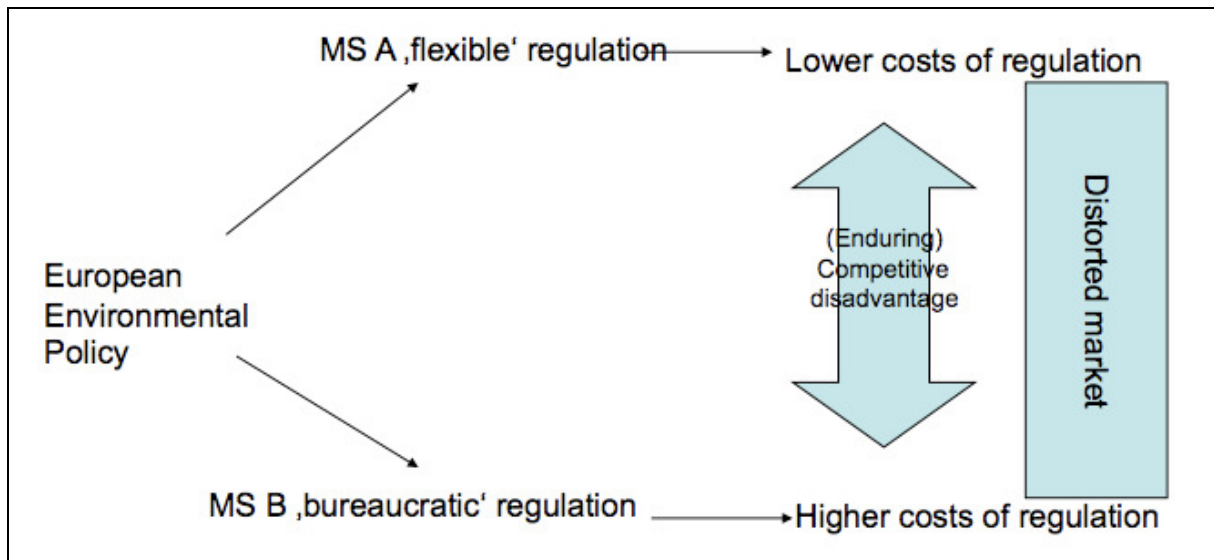 MS A ‚flexible‘ regulation
Lower costs of regulation
(Enduring)
Competitive
disadvantage
Distorted market
European
Environmental
Policy
MS B ‚bureaucratic‘ regulation
Higher costs of regulation